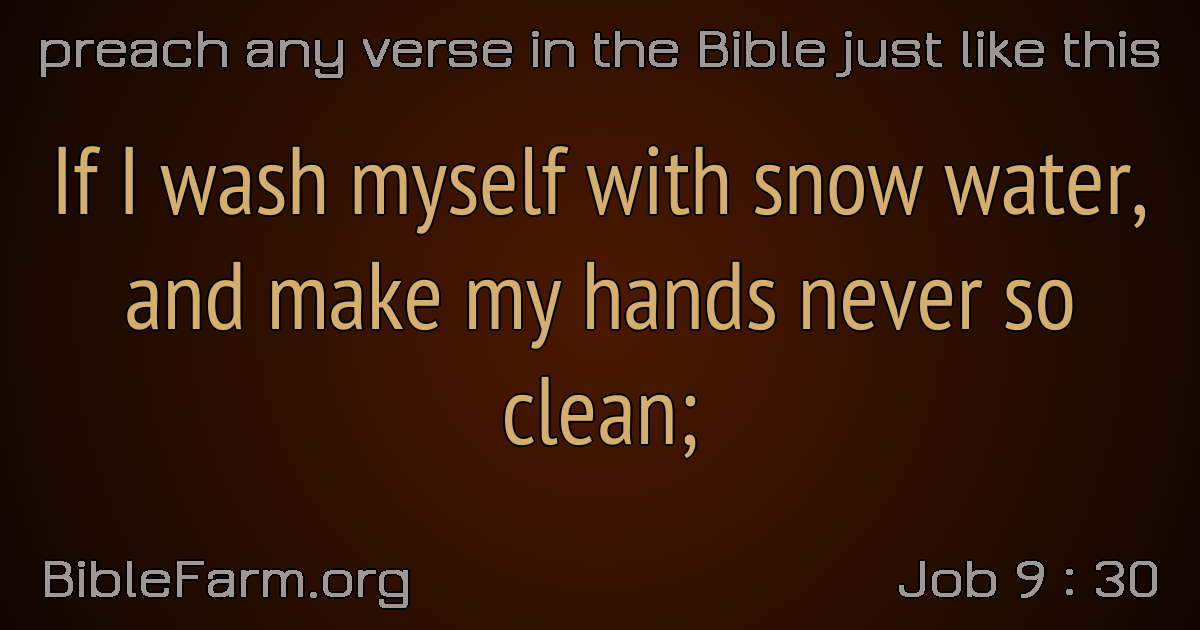 preach any verse in the Bible just like this
If I wash myself with snow water,
and make my hands never so
clean;
BibleFarm.org
Job 9 : 30